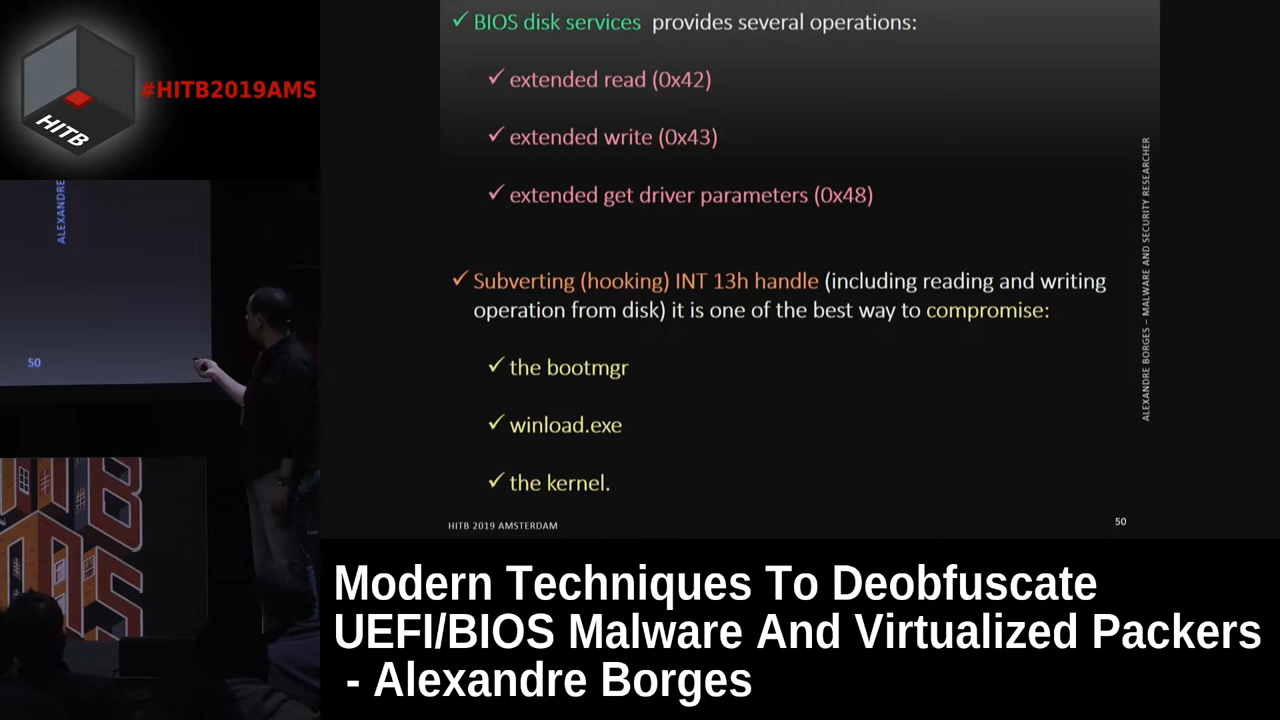 HITB
#HITB2019AMS
ALEXANDRE
50
✓ BIOS disk services provides several operations:
✓ extended read (0x42)
✓ extended write (0x43)
✓ extended get driver parameters (0x48)
✓ Subverting (hooking) INT 13h handle (including reading and writing
operation from disk) it is one of the best way to compromise:
✓ the bootmgr
✓ winload.exe
✓ the kernel.
HITB 2019 AMSTERDAM
50
ALEXANDRE BORGES – MALWARE AND SECURITY RESEARCHER
Modern Techniques To Deobfuscate
UEFI/BIOS Malware And Virtualized Packers
- Alexandre Borges